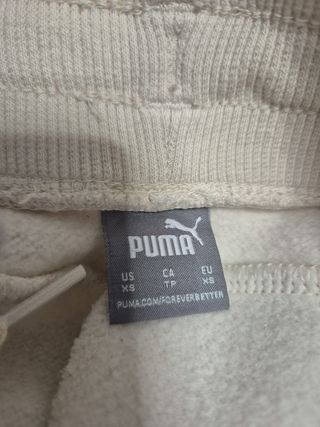 PUMA
US CA EU
XS TP XS
PUMA.COM/FOREVERBETTER